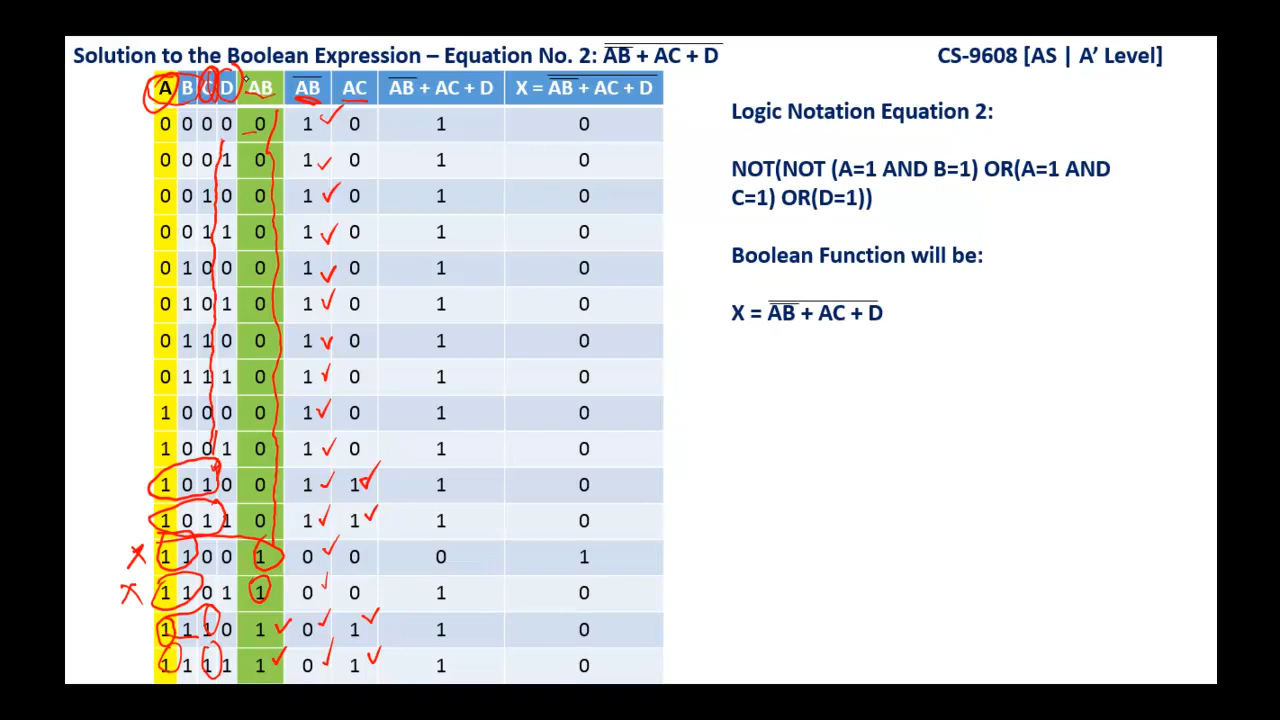 Solution to the Boolean Expression – Equation No. 2: A̅B̅ + AC + D
CS-9608 [AS | A’ Level]
A B C D AB A̅B̅ AC A̅B̅ + AC + D X = A̅B̅ + AC + D
0 0 0 0 0 1 0 1 0
0 0 0 1 0 1 0 1 0
0 0 1 0 0 1 0 1 0
0 0 1 1 0 1 0 1 0
0 1 0 0 0 1 0 1 0
0 1 0 1 0 1 0 1 0
0 1 1 0 0 1 0 1 0
0 1 1 1 0 1 0 1 0
1 0 0 0 0 1 0 1 0
1 0 0 1 0 1 0 1 0
1 0 1 0 0 1 1 1 0
1 0 1 1 0 1 1 1 0
1 1 0 0 1 0 0 0 1
1 1 0 1 1 0 0 1 0
1 1 1 0 1 0 1 1 0
1 1 1 1 1 0 1 1 0
Logic Notation Equation 2:
NOT(NOT (A=1 AND B=1) OR(A=1 AND
C=1) OR(D=1))
Boolean Function will be:
X = A̅B̅ + AC + D